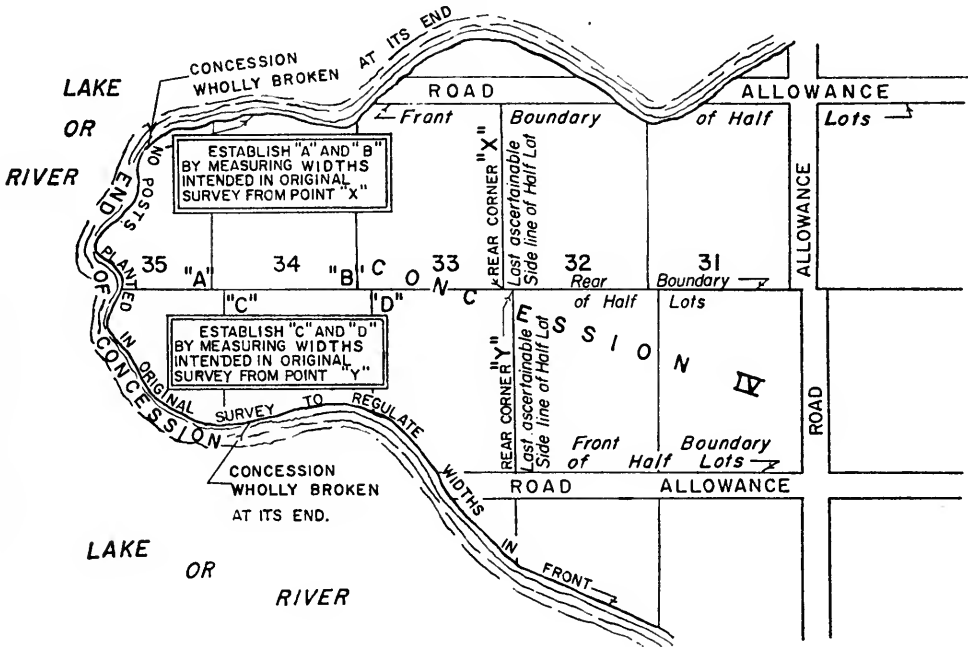 LAKE
OR
RIVER
CONCESSION
WHOLLY BROKEN
AT ITS END
ROAD ALLOWANCE
Front Boundary of Half Lots
ESTABLISH "A" AND "B"
BY MEASURING WIDTHS
INTENDED IN ORIGINAL
SURVEY FROM POINT "X"
REAR CORNER "X"
Last ascertainable
Side line of Half Lot
ALLOWANCE
35 34 33 32 31
"A" "B"
Rear Boundary
of Half Lots
"C" "D"
CONCESSION IV
ESTABLISH "C" AND "D"
BY MEASURING WIDTHS
INTENDED IN ORIGINAL
SURVEY FROM POINT "Y"
REAR CORNER "Y"
Last ascertainable
Side line of Half Lot
ROAD
Front Boundary
of Half Lots
ROAD ALLOWANCE
NO POSTS PLANTED IN ORIGINAL SURVEY TO REGULATE WIDTHS IN FRONT
END OF CONCESSION
CONCESSION
WHOLLY BROKEN
AT ITS END.
LAKE
OR
RIVER